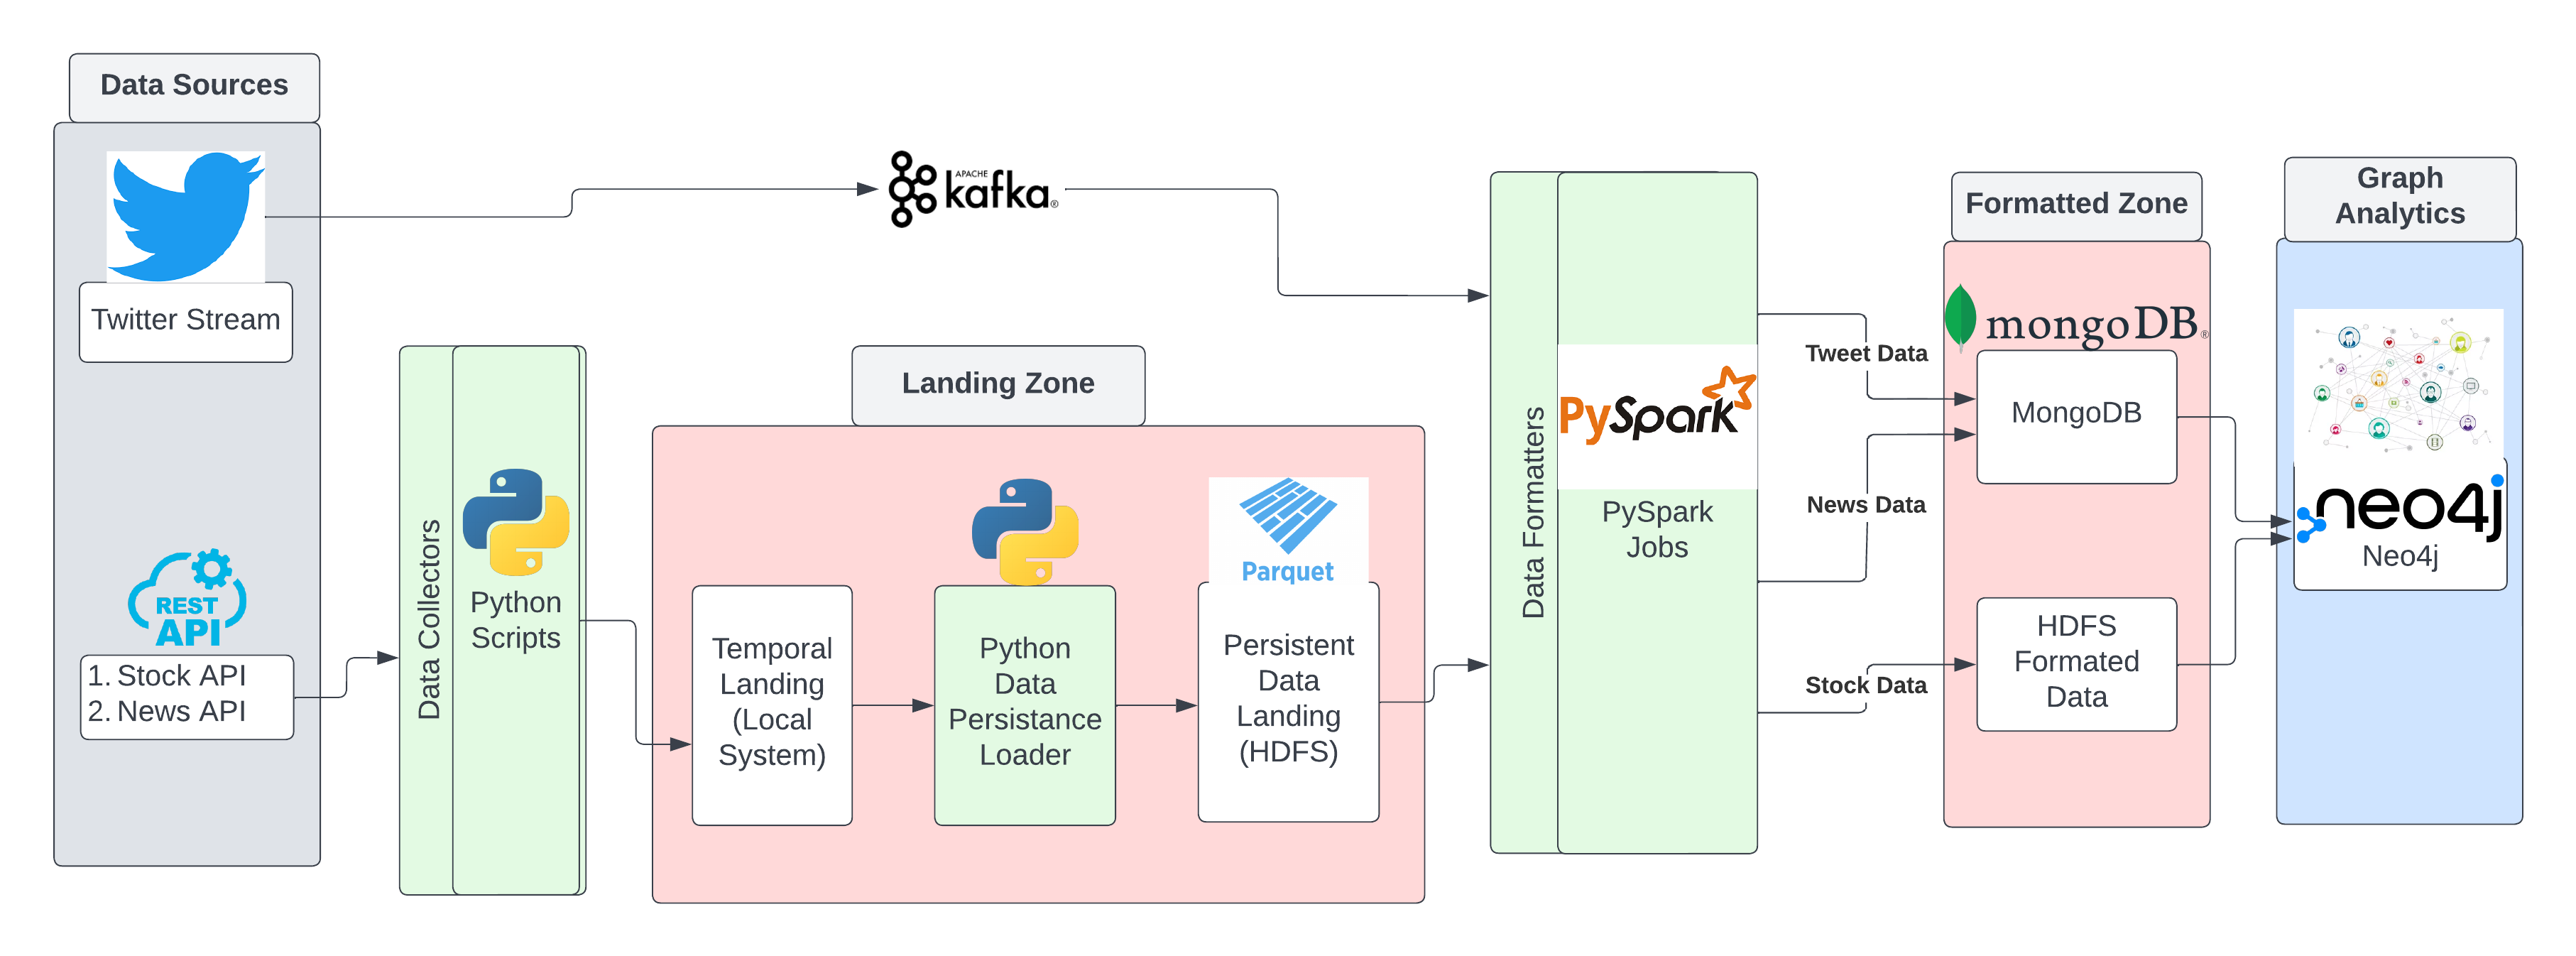 Data Sources
Twitter Stream
REST
API
1. Stock API
2. News API
Data Collectors
Python
Scripts
APACHE
kafka®
Landing Zone
Temporal
Landing
(Local
System)
Python
Data
Persistance
Loader
Parquet
Persistent
Data
Landing
(HDFS)
Data Formatters
PySpark
PySpark
Jobs
Tweet Data
News Data
Stock Data
Formatted Zone
mongoDB®
MongoDB
HDFS
Formated
Data
Graph
Analytics
neo4j
Neo4j